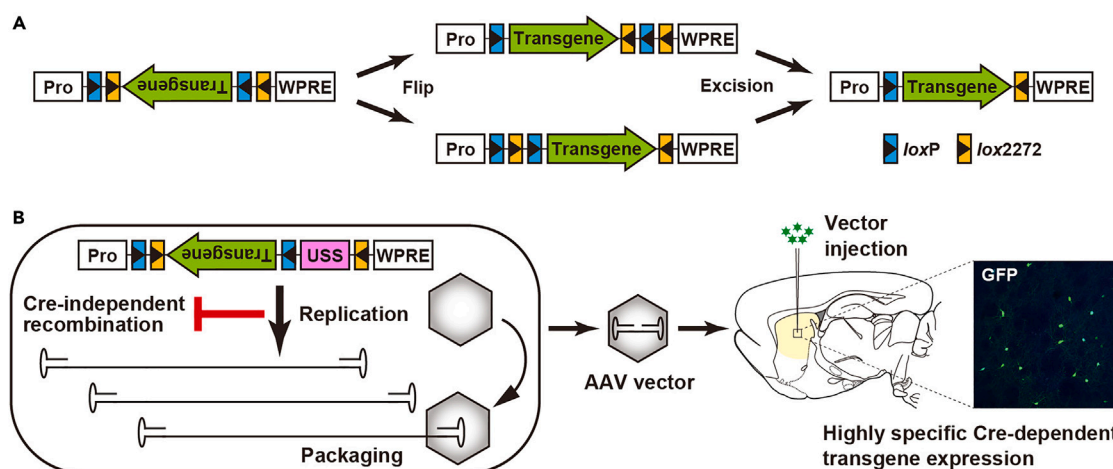 A
Pro
Transgene
WPRE
Flip
Pro
Transgene
WPRE
Pro
Transgene
WPRE
Excision
Pro
Transgene
WPRE
loxP
lox2272
B
Pro
Transgene
USS
WPRE
Cre-independent
recombination
Replication
Packaging
AAV vector
Vector
injection
GFP
Highly specific Cre-dependent
transgene expression